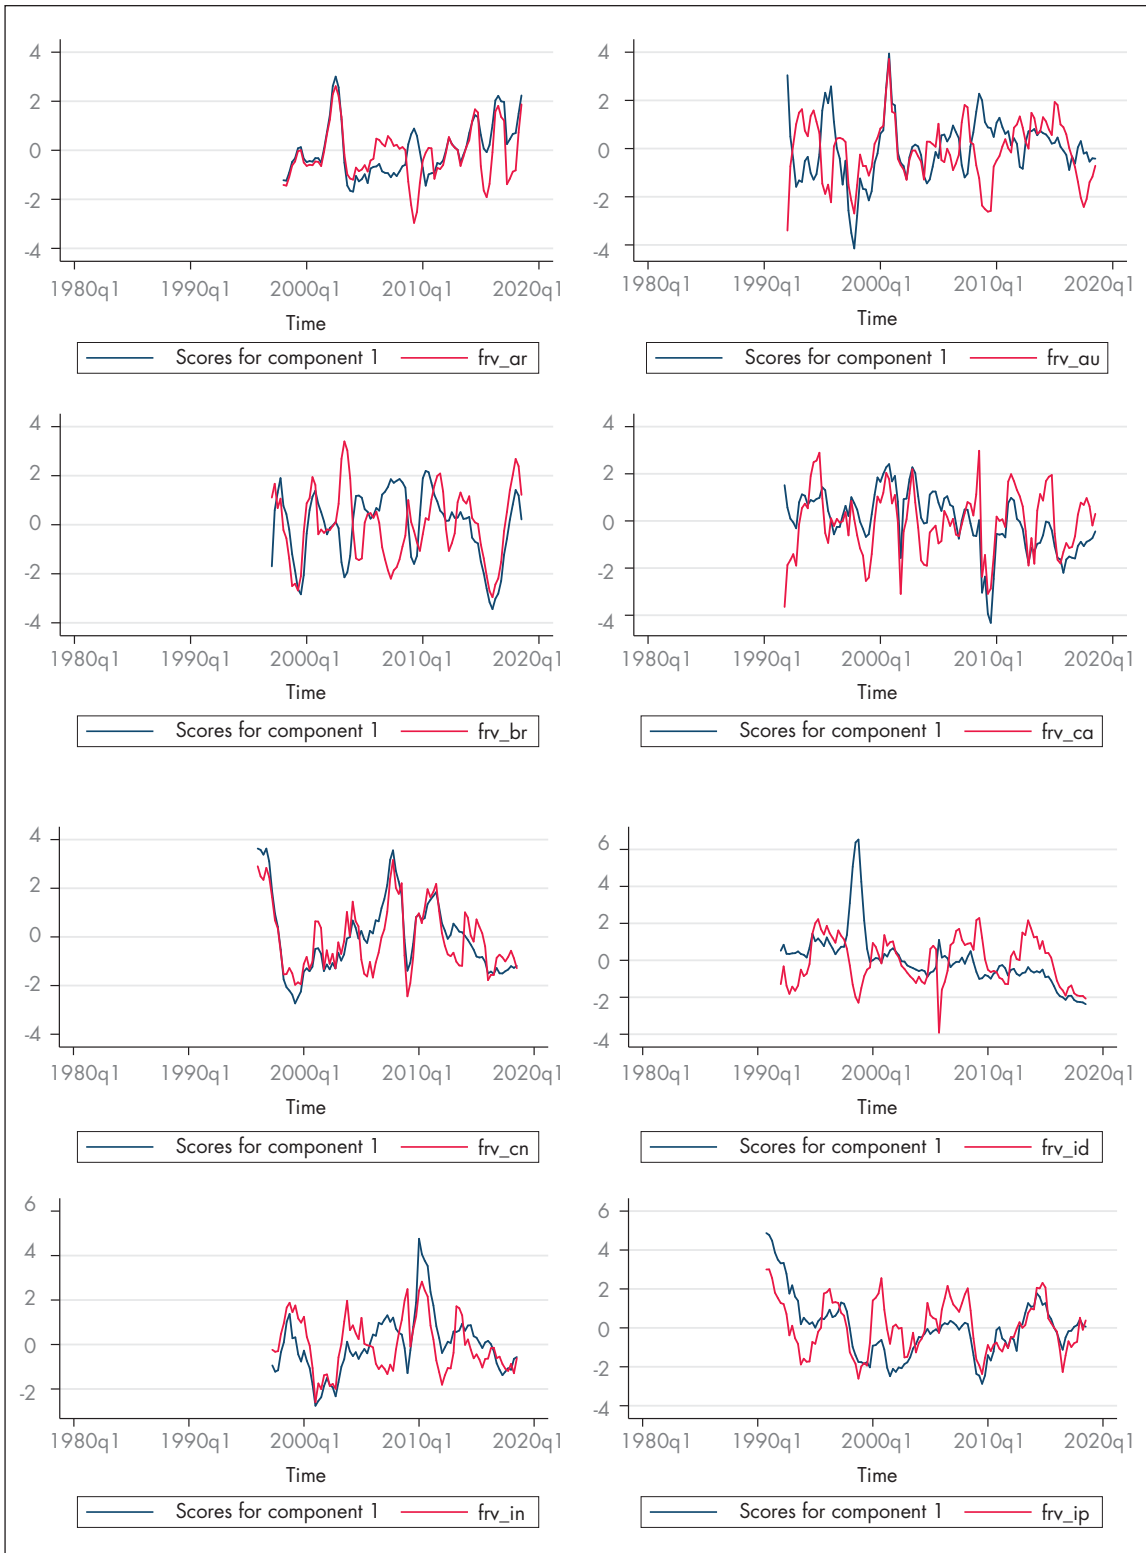 4
2
0
-2
-4
1980q1 1990q1 2000q1 2010q1 2020q1
Time
Scores for component 1 frv_ar
4
2
0
-2
-4
1980q1 1990q1 2000q1 2010q1 2020q1
Time
Scores for component 1 frv_au
4
2
0
-2
-4
1980q1 1990q1 2000q1 2010q1 2020q1
Time
Scores for component 1 frv_br
4
2
0
-2
-4
1980q1 1990q1 2000q1 2010q1 2020q1
Time
Scores for component 1 frv_ca
4
2
0
-2
-4
1980q1 1990q1 2000q1 2010q1 2020q1
Time
Scores for component 1 frv_cn
6
4
2
0
-2
-4
1980q1 1990q1 2000q1 2010q1 2020q1
Time
Scores for component 1 frv_id
6
4
2
0
-2
1980q1 1990q1 2000q1 2010q1 2020q1
Time
Scores for component 1 frv_in
6
4
2
0
-2
-4
1980q1 1990q1 2000q1 2010q1 2020q1
Time
Scores for component 1 frv_ip